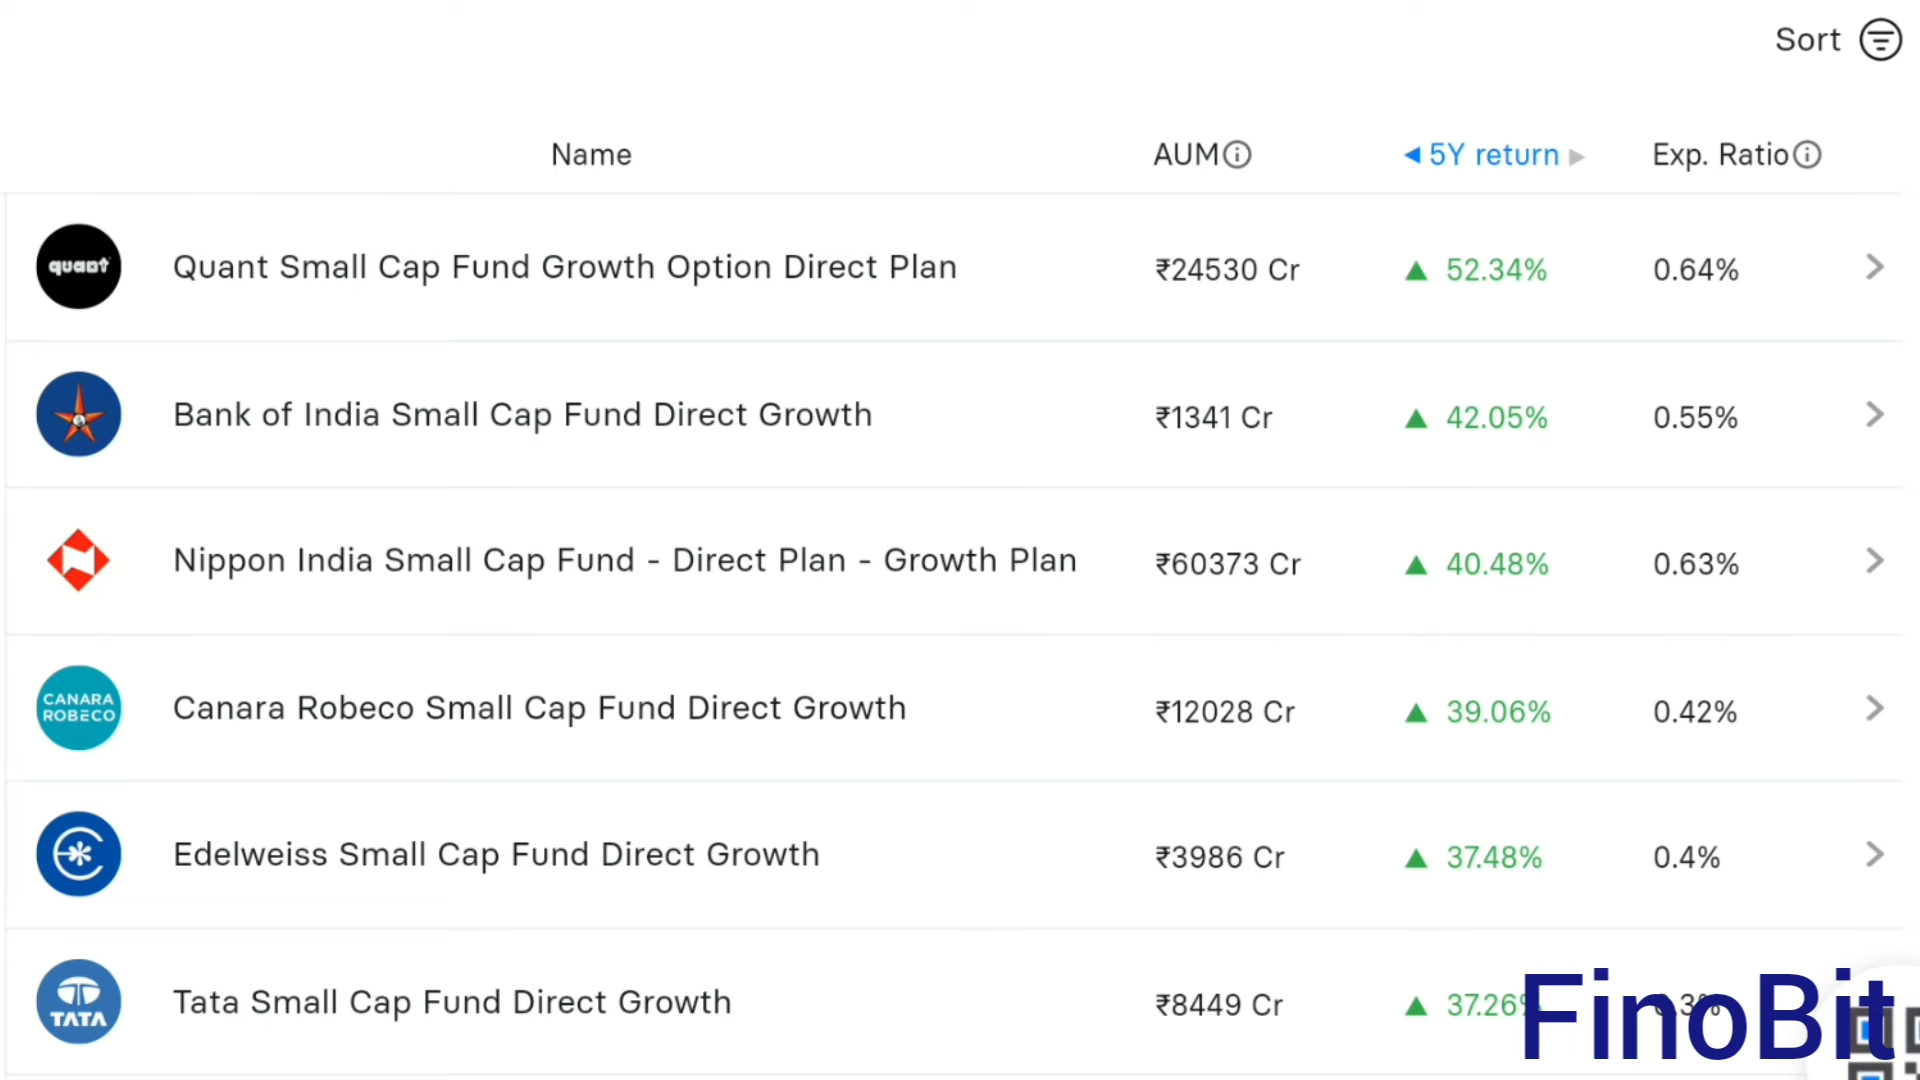 Sort
Name AUM 5Y return Exp. Ratio
quant Quant Small Cap Fund Growth Option Direct Plan ₹24530 Cr ▲ 52.34% 0.64%
Bank of India Small Cap Fund Direct Growth ₹1341 Cr ▲ 42.05% 0.55%
Nippon India Small Cap Fund - Direct Plan - Growth Plan ₹60373 Cr ▲ 40.48% 0.63%
CANARA
ROBECO
Canara Robeco Small Cap Fund Direct Growth ₹12028 Cr ▲ 39.06% 0.42%
Edelweiss Small Cap Fund Direct Growth ₹3986 Cr ▲ 37.48% 0.4%
TATA Tata Small Cap Fund Direct Growth ₹8449 Cr ▲ 37.26%
FinoBit